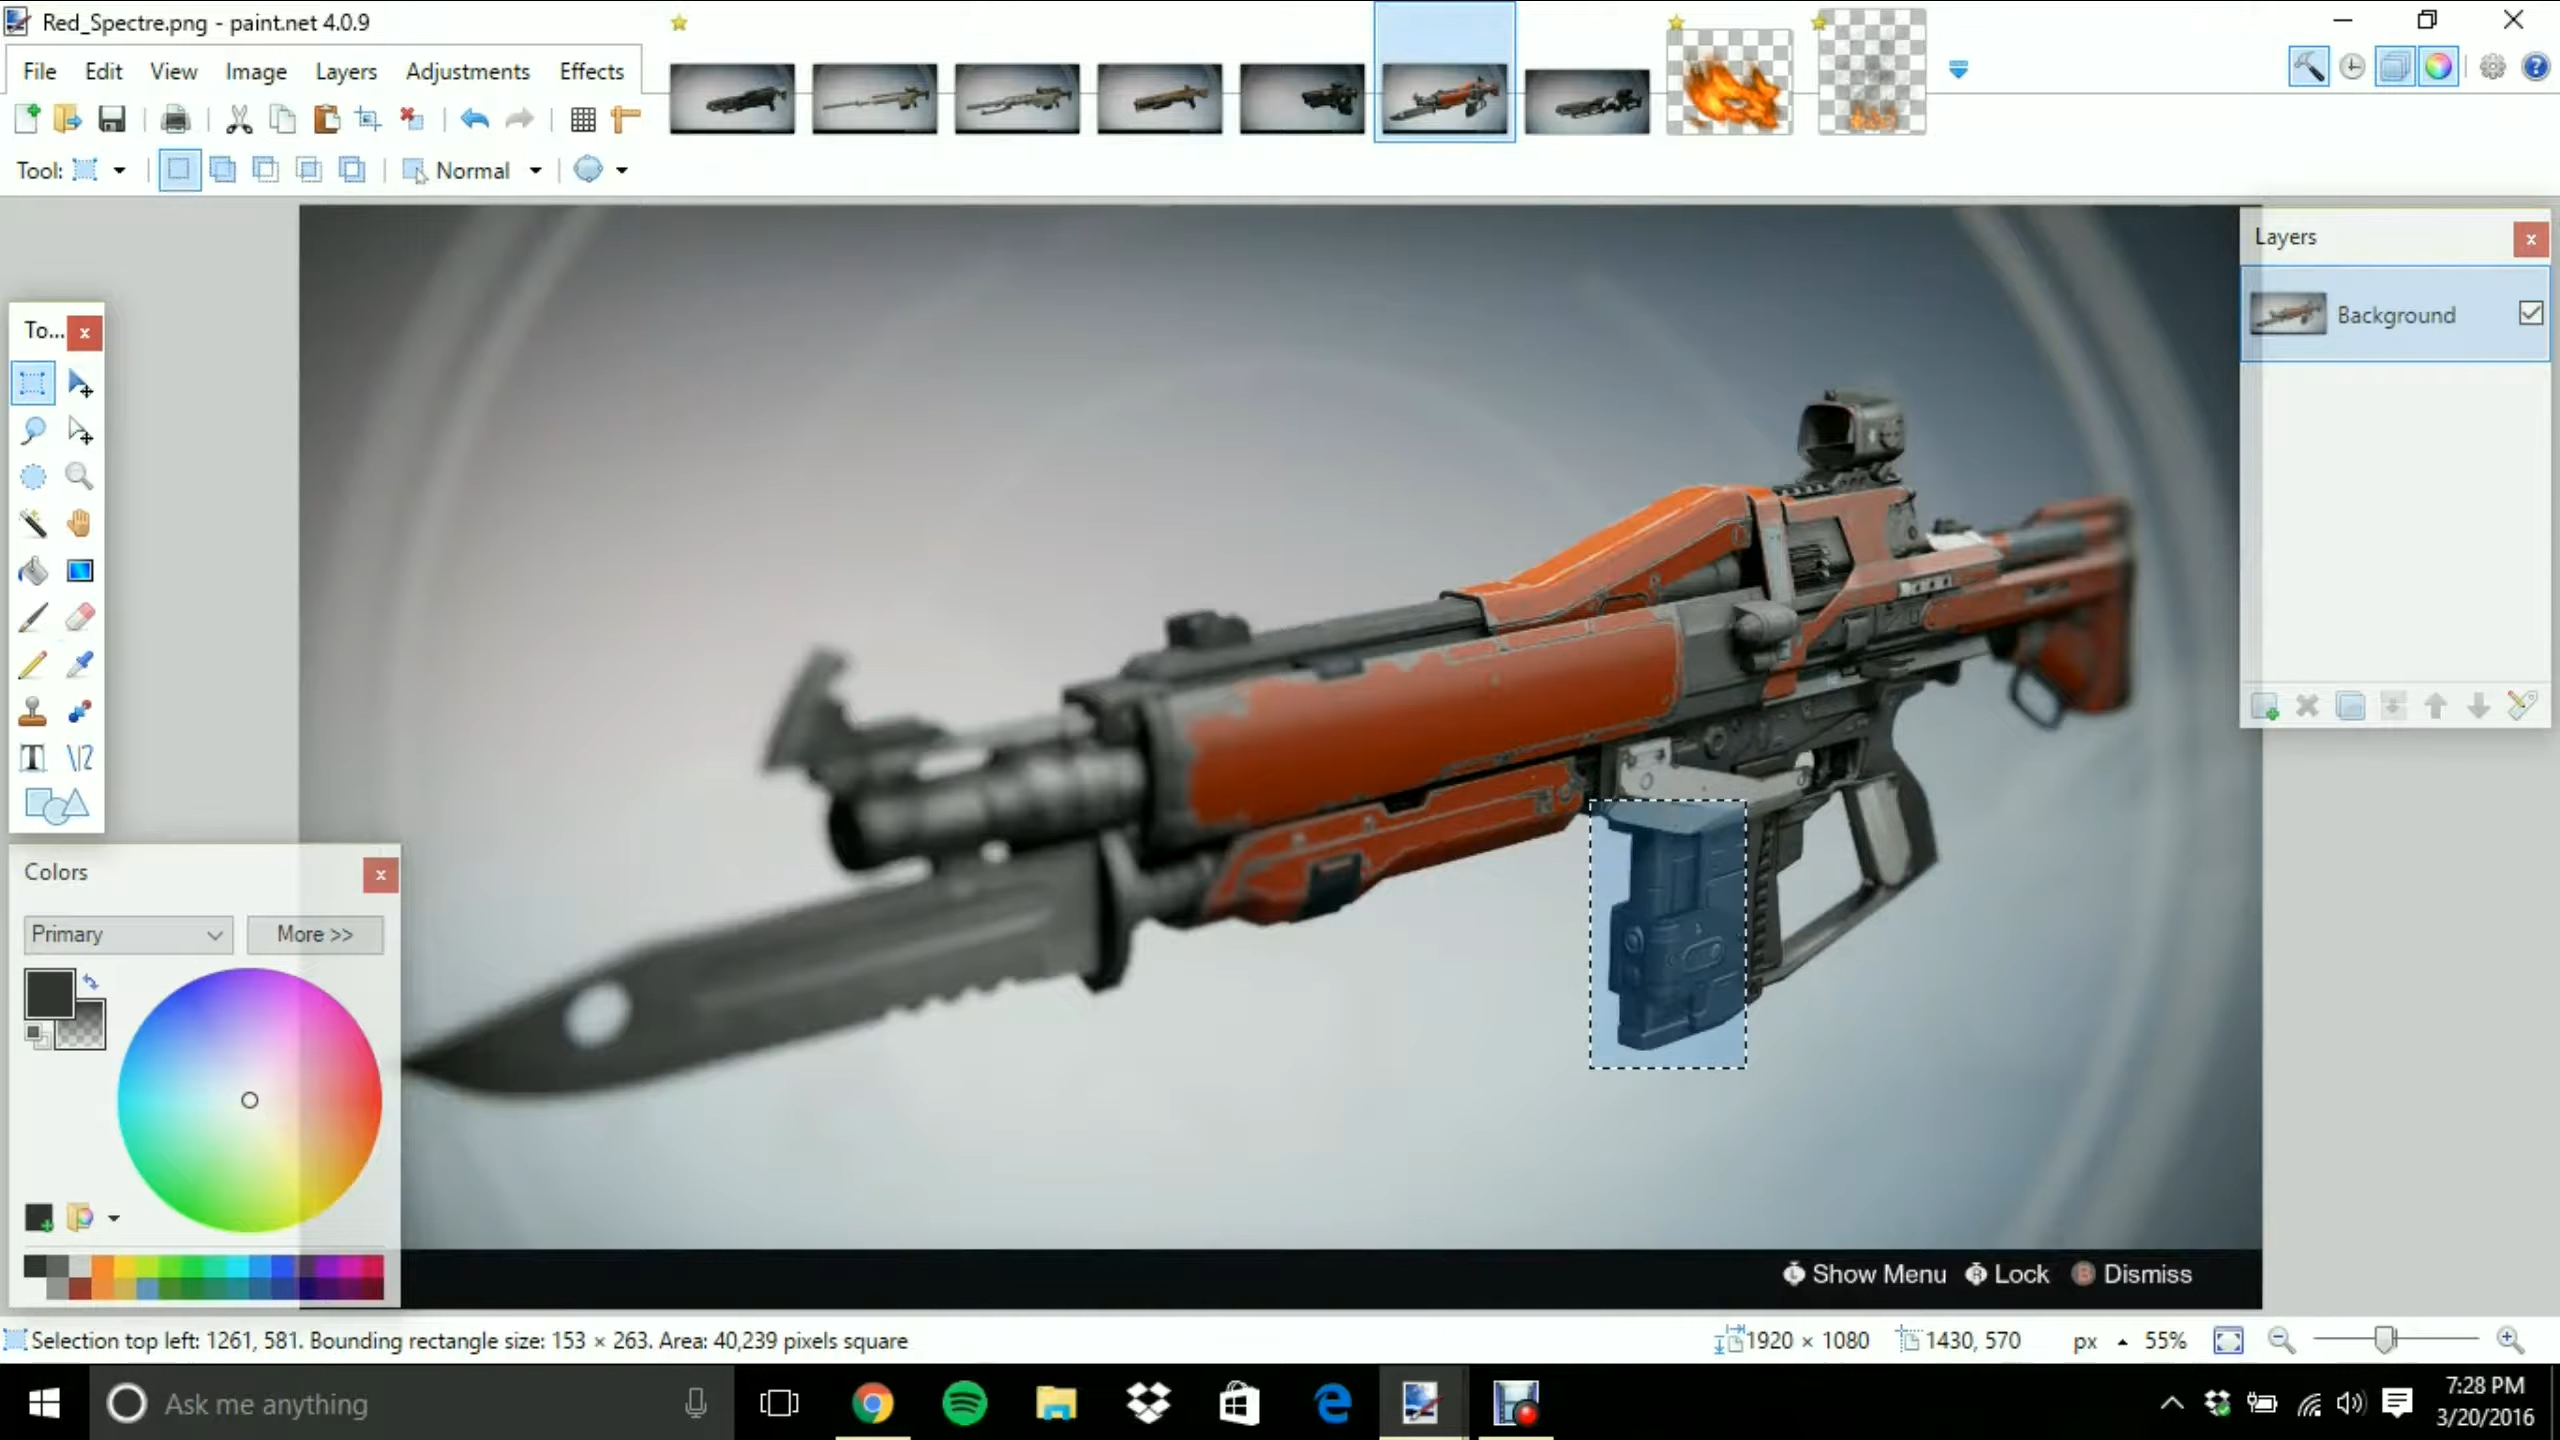 Red_Spectre.png - paint.net 4.0.9
File Edit View Image Layers Adjustments Effects
Tool: Normal
Layers
Background
To...
Colors
Primary More >>
Show Menu Lock Dismiss
Selection top left: 1261, 581. Bounding rectangle size: 153 × 263. Area: 40,239 pixels square 1920 × 1080 1430, 570 px 55%
Ask me anything
7:28 PM
3/20/2016